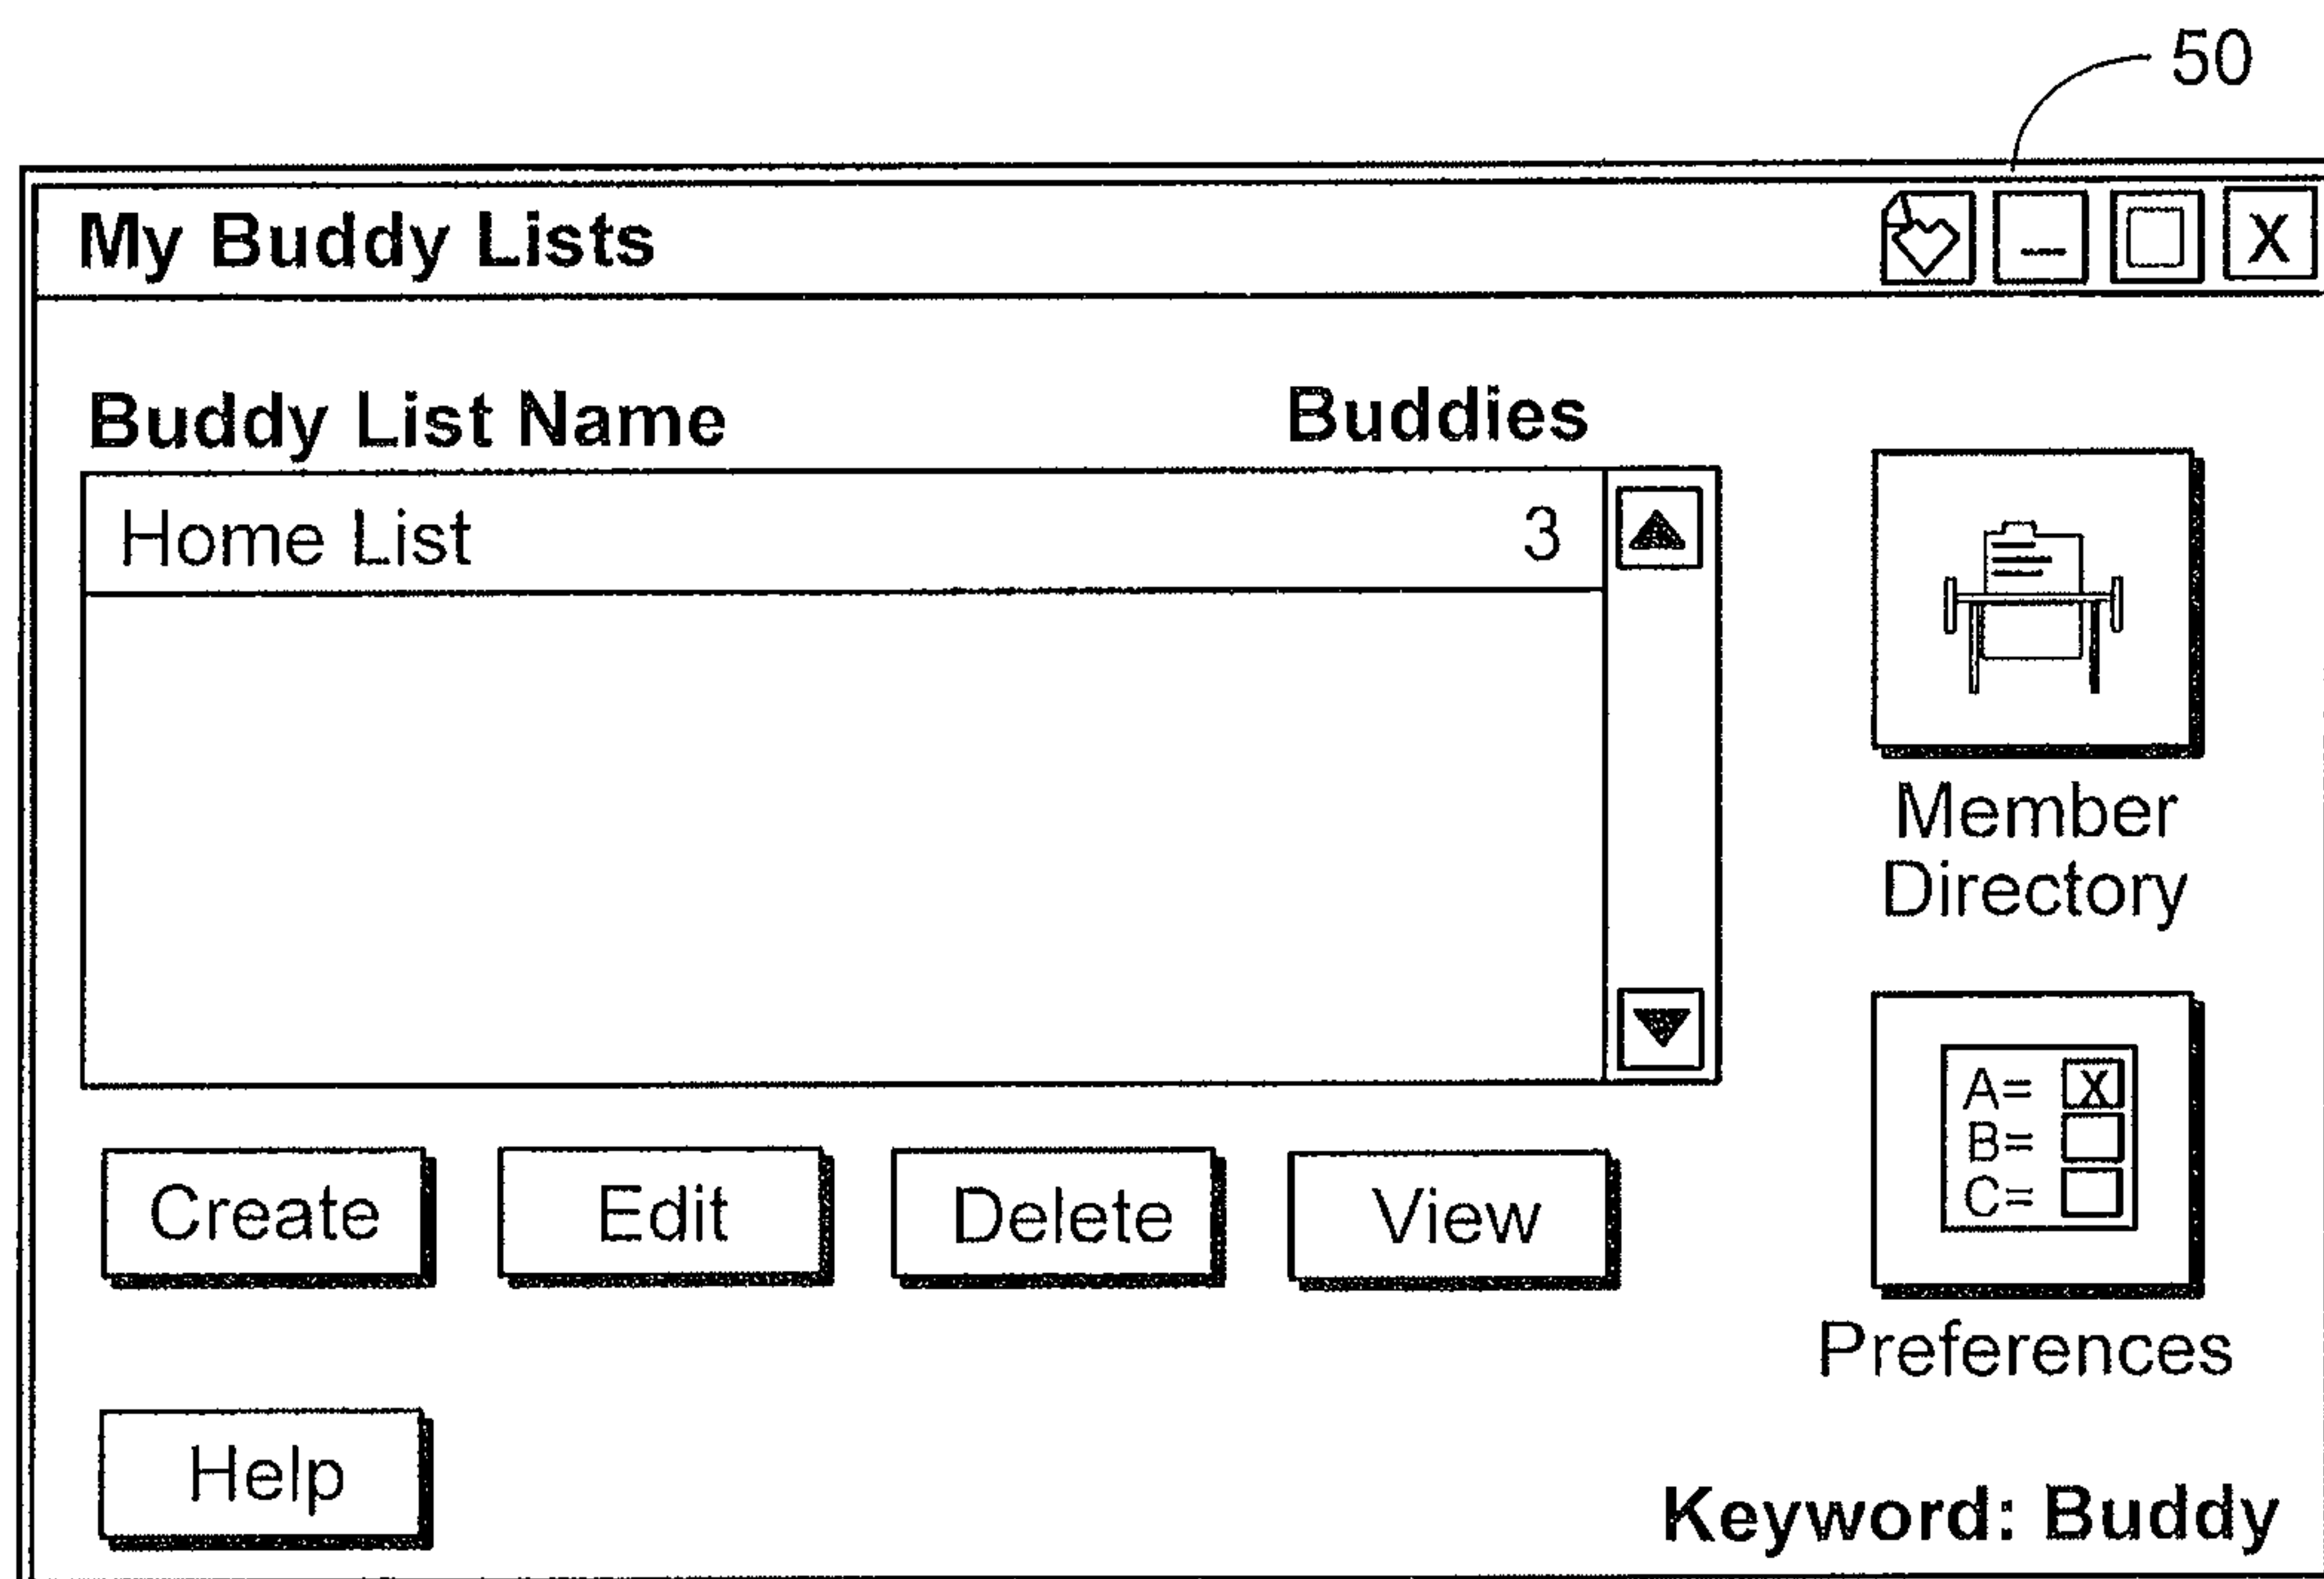 50
My Buddy Lists
X
Buddy List Name Buddies
Home List 3
Member
Directory
A= X
B=
C=
Create Edit Delete View
Preferences
Help
Keyword: Buddy